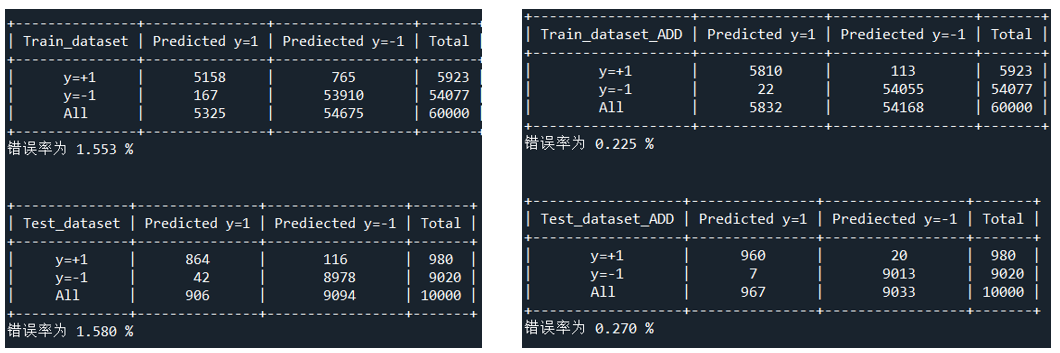 Train_dataset | Predicted y=1 | Prediected y=-1 | Total
y=+1 | 5158 | 765 | 5923
y=-1 | 167 | 53910 | 54077
All | 5325 | 54675 | 60000
错误率为 1.553 %
Test_dataset | Predicted y=1 | Prediected y=-1 | Total
y=+1 | 864 | 116 | 980
y=-1 | 42 | 8978 | 9020
All | 906 | 9094 | 10000
错误率为 1.580 %
Train_dataset_ADD | Predicted y=1 | Prediected y=-1 | Total
y=+1 | 5810 | 113 | 5923
y=-1 | 22 | 54055 | 54077
All | 5832 | 54168 | 60000
错误率为 0.225 %
Test_dataset_ADD | Predicted y=1 | Prediected y=-1 | Total
y=+1 | 960 | 20 | 980
y=-1 | 7 | 9013 | 9020
All | 967 | 9033 | 10000
错误率为 0.270 %